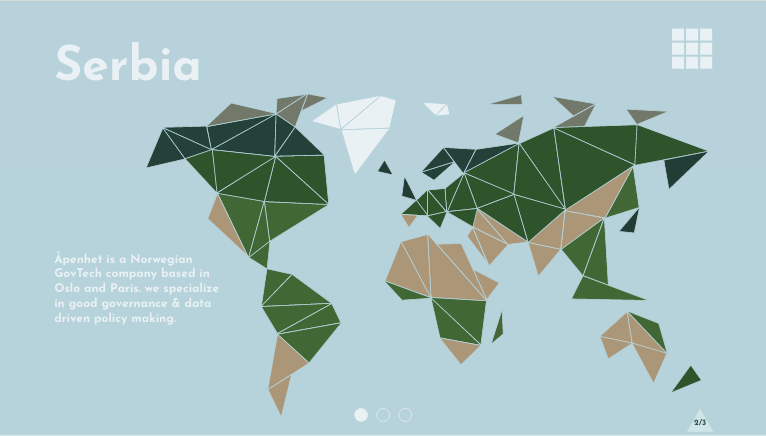 Serbia
Åpenhet is a Norwegian
GovTech company based in
Oslo and Paris. we specialize
in good governance & data
driven policy making.
2/3